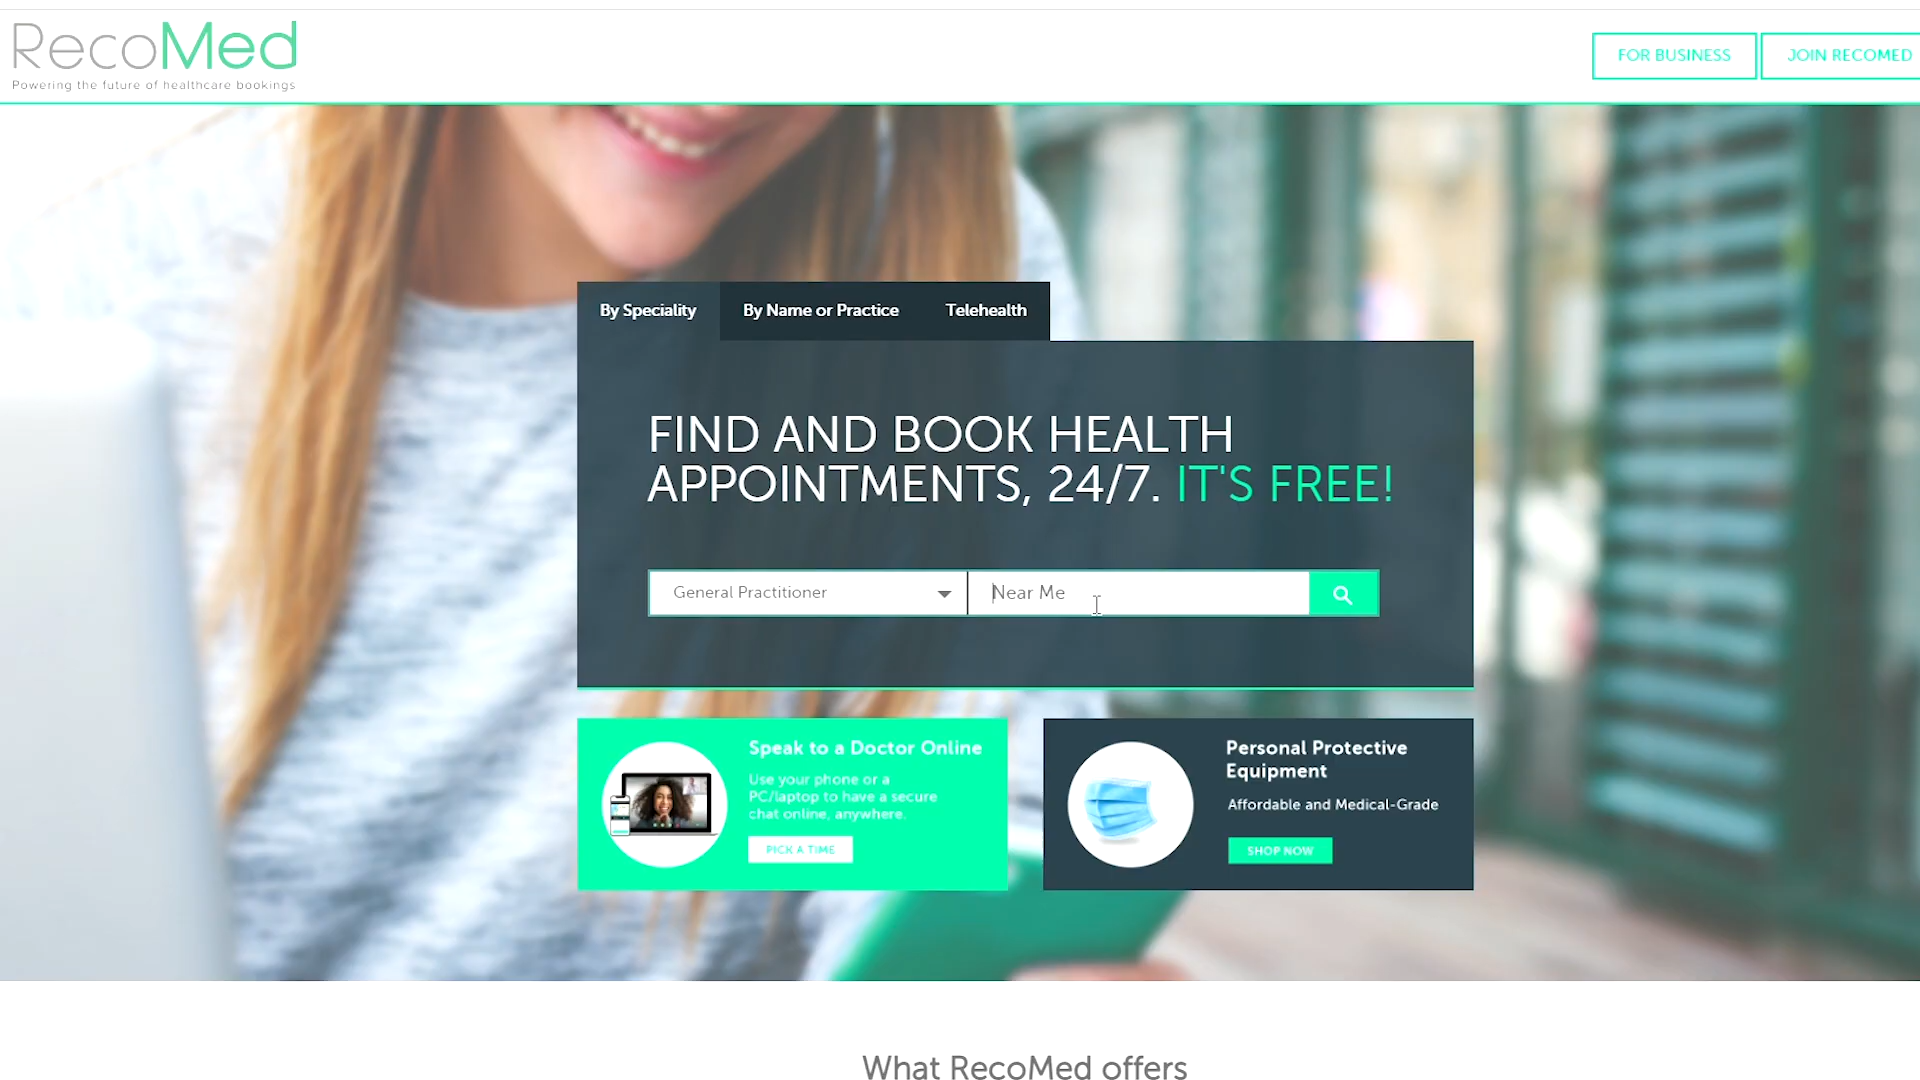 RecoMed
Powering the future of healthcare bookings
FOR BUSINESS
JOIN RECOMED
By Speciality
By Name or Practice
Telehealth
FIND AND BOOK HEALTH
APPOINTMENTS, 24/7. IT'S FREE!
General Practitioner
Near Me
Speak to a Doctor Online
Use your phone or a
PC/laptop to have a secure
chat online, anywhere.
PICK A TIME
Personal Protective
Equipment
Affordable and Medical-Grade
SHOP NOW
What RecoMed offers